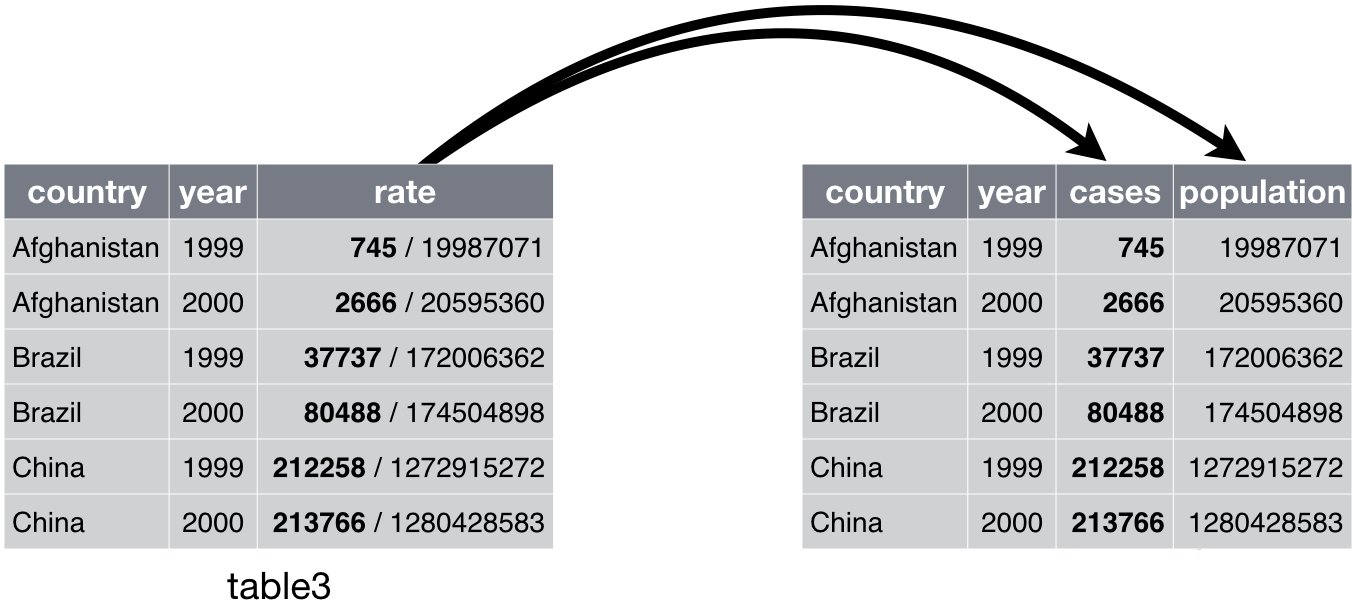 country year rate
Afghanistan 1999 745 / 19987071
Afghanistan 2000 2666 / 20595360
Brazil 1999 37737 / 172006362
Brazil 2000 80488 / 174504898
China 1999 212258 / 1272915272
China 2000 213766 / 1280428583
table3
country year cases population
Afghanistan 1999 745 19987071
Afghanistan 2000 2666 20595360
Brazil 1999 37737 172006362
Brazil 2000 80488 174504898
China 1999 212258 1272915272
China 2000 213766 1280428583